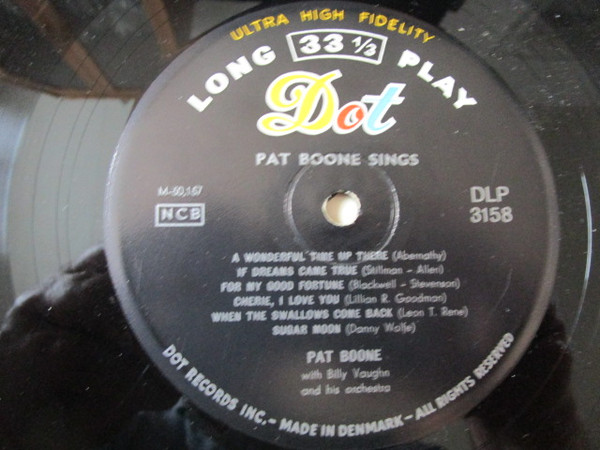 ULTRA HIGH FIDELITY
LONG 33 1/3 PLAY
Dot
PAT BOONE SINGS
M-60,167
NCB
DLP
3158
A WONDERFUL TIME UP THERE (Abernathy)
IF DREAMS CAME TRUE (Stillman - Allen)
FOR MY GOOD FORTUNE (Blackwell - Stevenson)
CHERIE, I LOVE YOU (Lillian R. Goodman)
WHEN THE SWALLOWS COME BACK (Leon T. Rene)
SUGAR MOON (Danny Wolfe)
PAT BOONE
with Billy Vaughn
and his orchestra
DOT RECORDS INC. - MADE IN DENMARK - ALL RIGHTS RESERVED